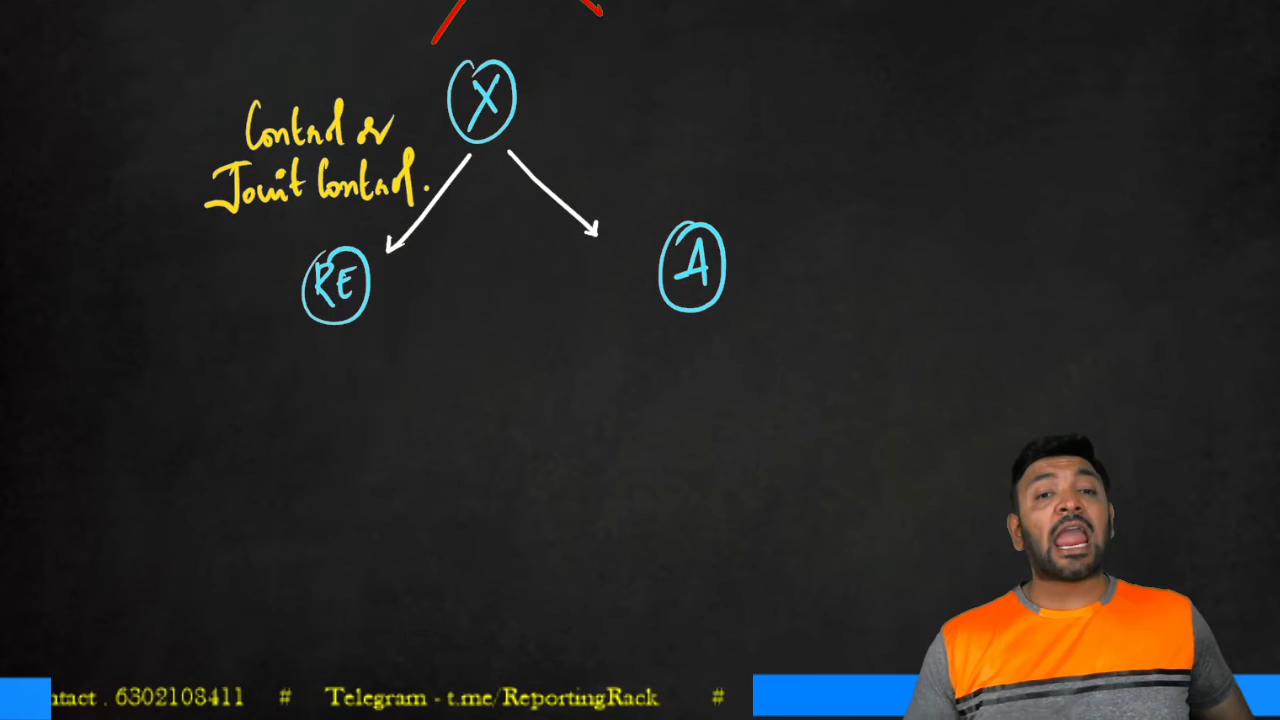 X
Control or
Joint Control.
RE
A
ntact . 6302108411 # Telegram - t.me/ReportingRack #